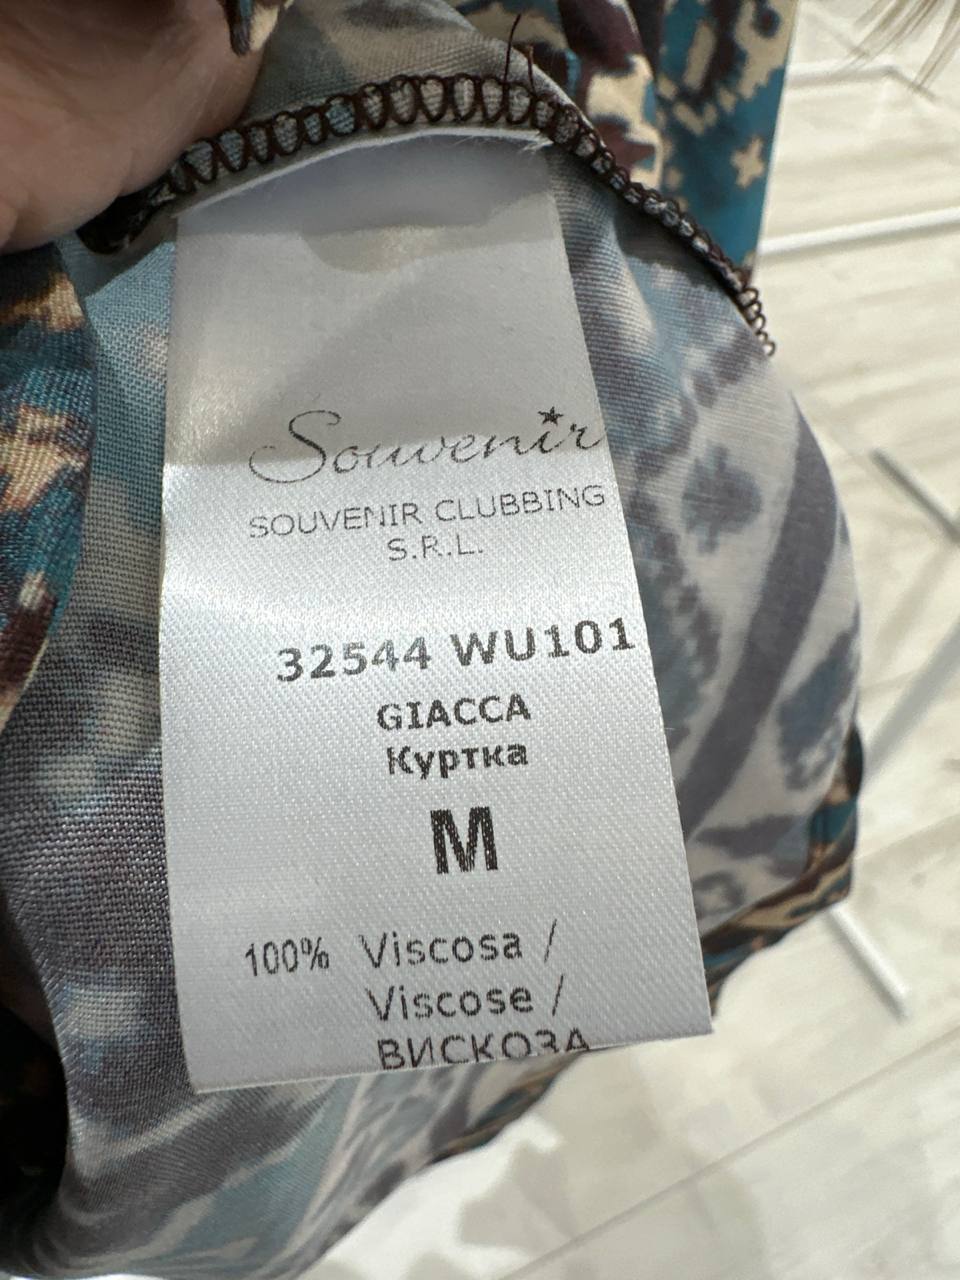 Souvenir
SOUVENIR CLUBBING
S.R.L.
32544 WU101
GIACCA
Куртка
M
100% Viscosa /
Viscose /
ВИСКОЗА